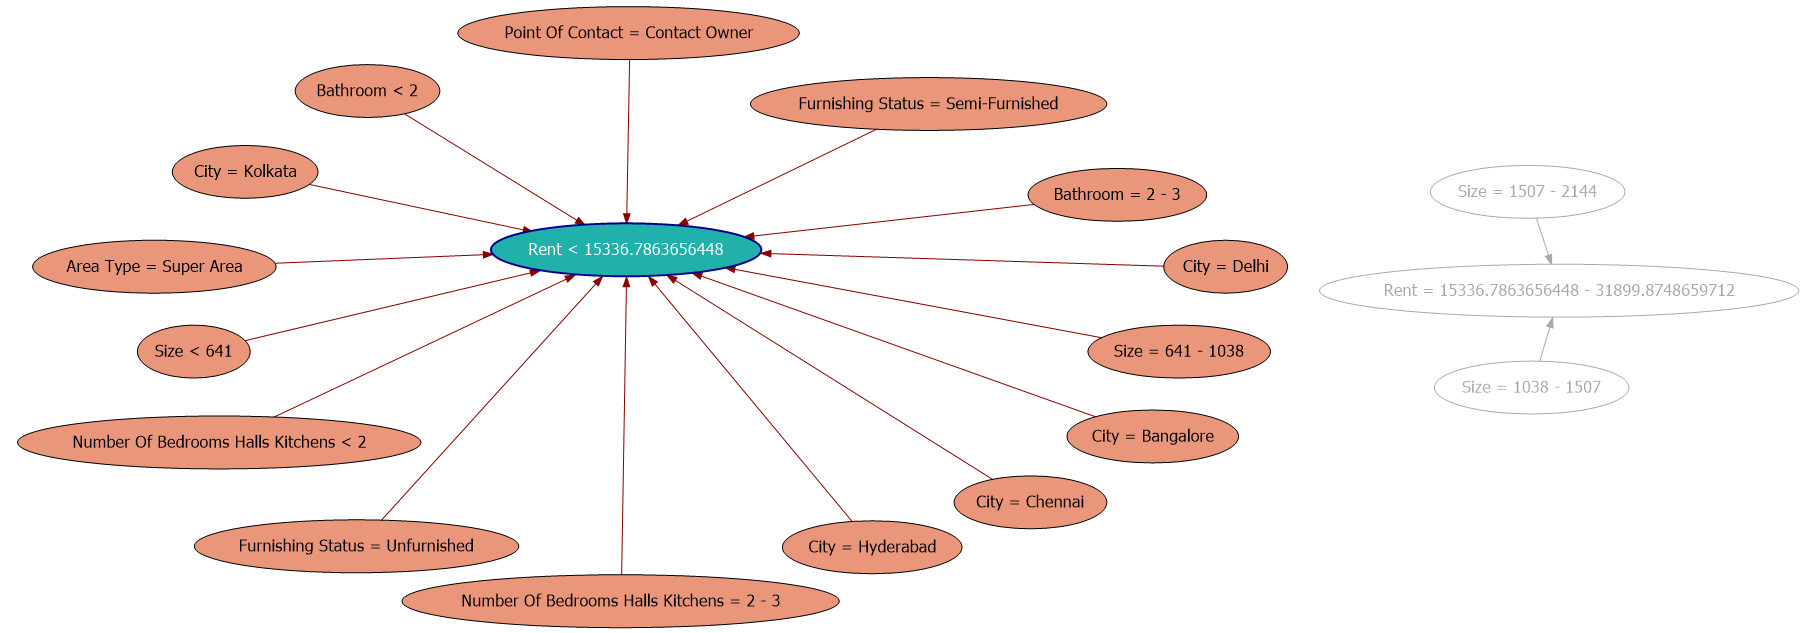 Point Of Contact = Contact Owner
Bathroom < 2
Furnishing Status = Semi-Furnished
City = Kolkata
Bathroom = 2 - 3
Size = 1507 - 2144
Rent < 15336.7863656448
Area Type = Super Area
City = Delhi
Rent = 15336.7863656448 - 31899.8748659712
Size < 641
Size = 641 - 1038
Size = 1038 - 1507
Number Of Bedrooms Halls Kitchens < 2
City = Bangalore
City = Chennai
Furnishing Status = Unfurnished
City = Hyderabad
Number Of Bedrooms Halls Kitchens = 2 - 3